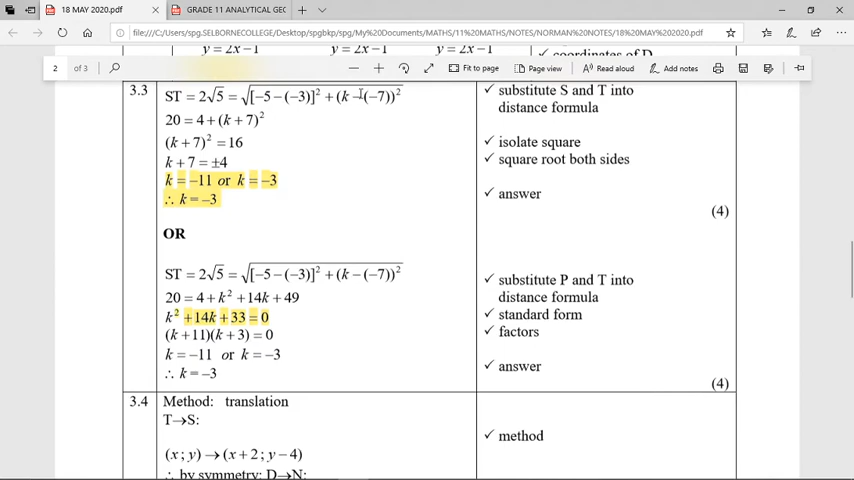 18 MAY 2020.pdf
GRADE 11 ANALYTICAL GEO
file:///C:/Users/spg.SELBORNECOLLEGE/Desktop/spgbkp/spg/My%20Documents/MATHS/11%20MATHS/NOTES/NORMAN%20NOTES/18%20MAY%202020.pdf
y = 2x−1 y = 2x−1 y = 2x−1
✓ coordinates of D
2 of 3 Fit to page Page view Read aloud Add notes
3.3 ST = 2√5 = √[−5−(−3)]² + (k −(−7))² ✓ substitute S and T into
distance formula
20 = 4 + (k + 7)²
(k + 7)² = 16 ✓ isolate square
k + 7 = ±4 ✓ square root both sides
k = −11 or k = −3
∴ k = −3 ✓ answer
(4)
OR
ST = 2√5 = √[−5−(−3)]² + (k −(−7))² ✓ substitute P and T into
20 = 4 + k² + 14k + 49 distance formula
k² + 14k + 33 = 0 ✓ standard form
(k + 11)(k + 3) = 0 ✓ factors
k = −11 or k = −3
∴ k = −3 ✓ answer
(4)
3.4 Method: translation
T→S:
✓ method
(x ; y) → (x + 2 ; y − 4)
∴ by symmetry: D→N: